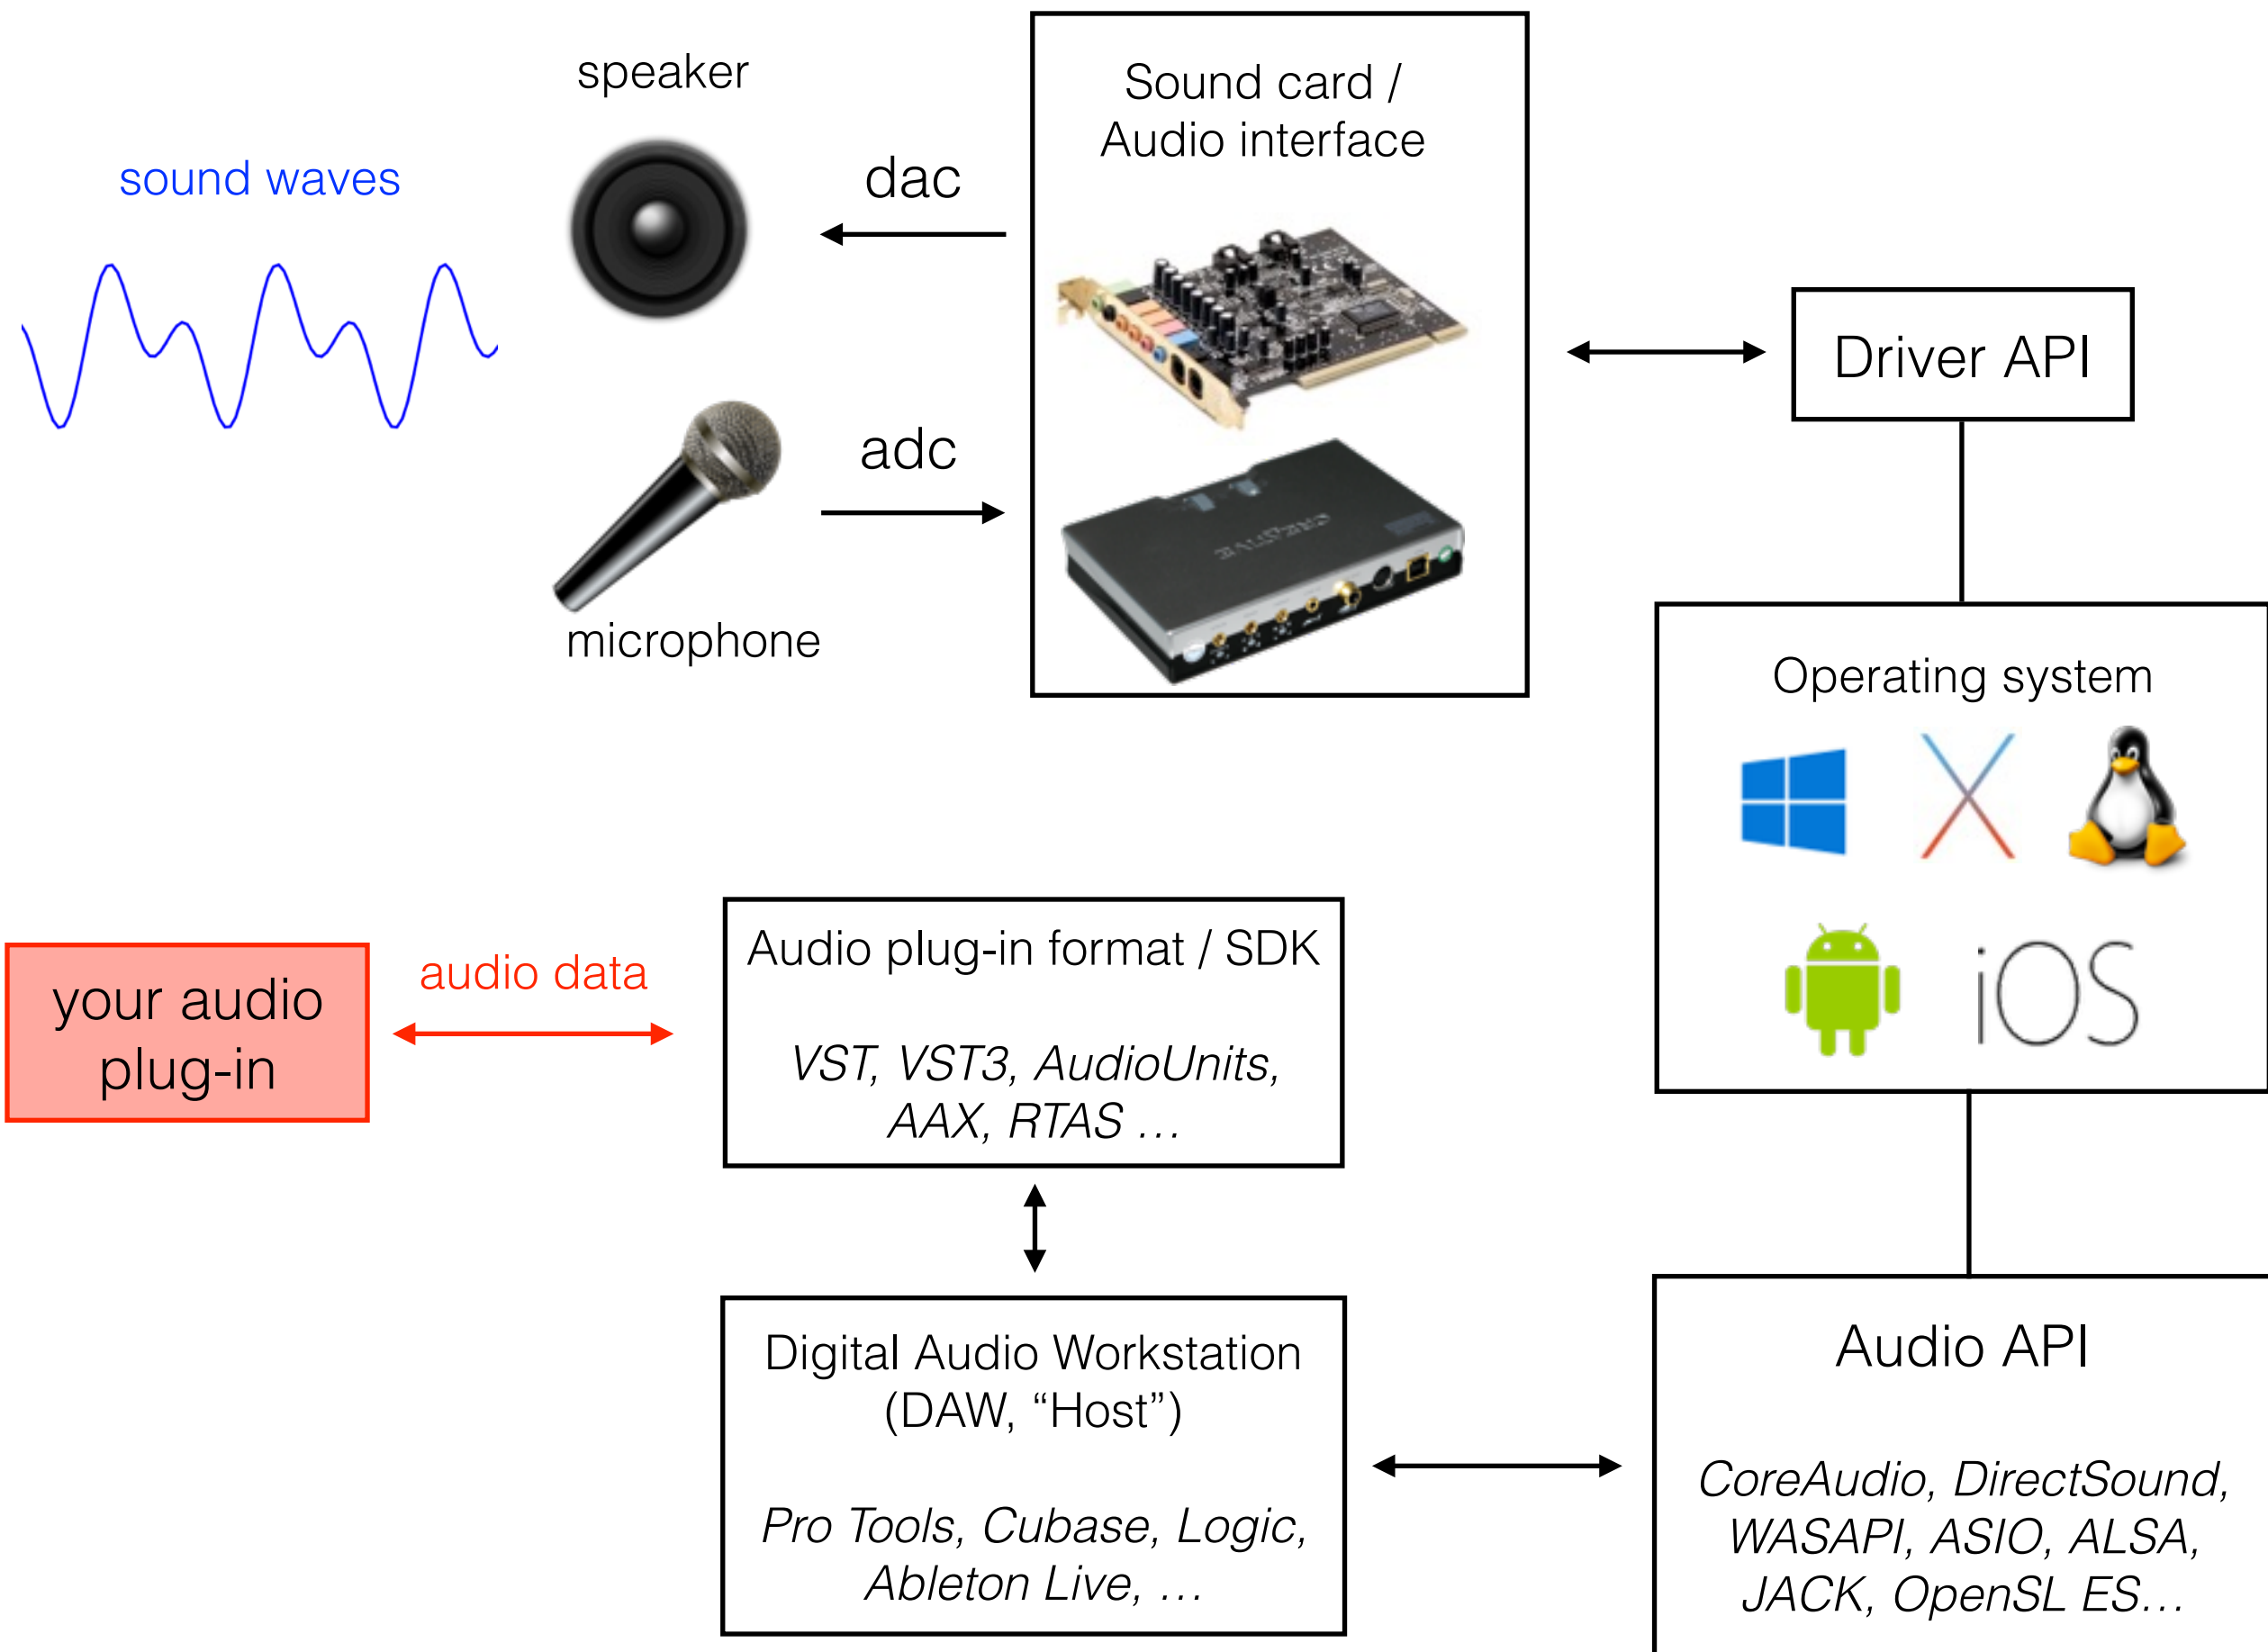 speaker
Sound card /
Audio interface
sound waves
dac
adc
microphone
Driver API
Operating system
iOS
your audio
plug-in
audio data
Audio plug-in format / SDK
VST, VST3, AudioUnits,
AAX, RTAS …
Digital Audio Workstation
(DAW, “Host”)
Pro Tools, Cubase, Logic,
Ableton Live, …
Audio API
CoreAudio, DirectSound,
WASAPI, ASIO, ALSA,
JACK, OpenSL ES…